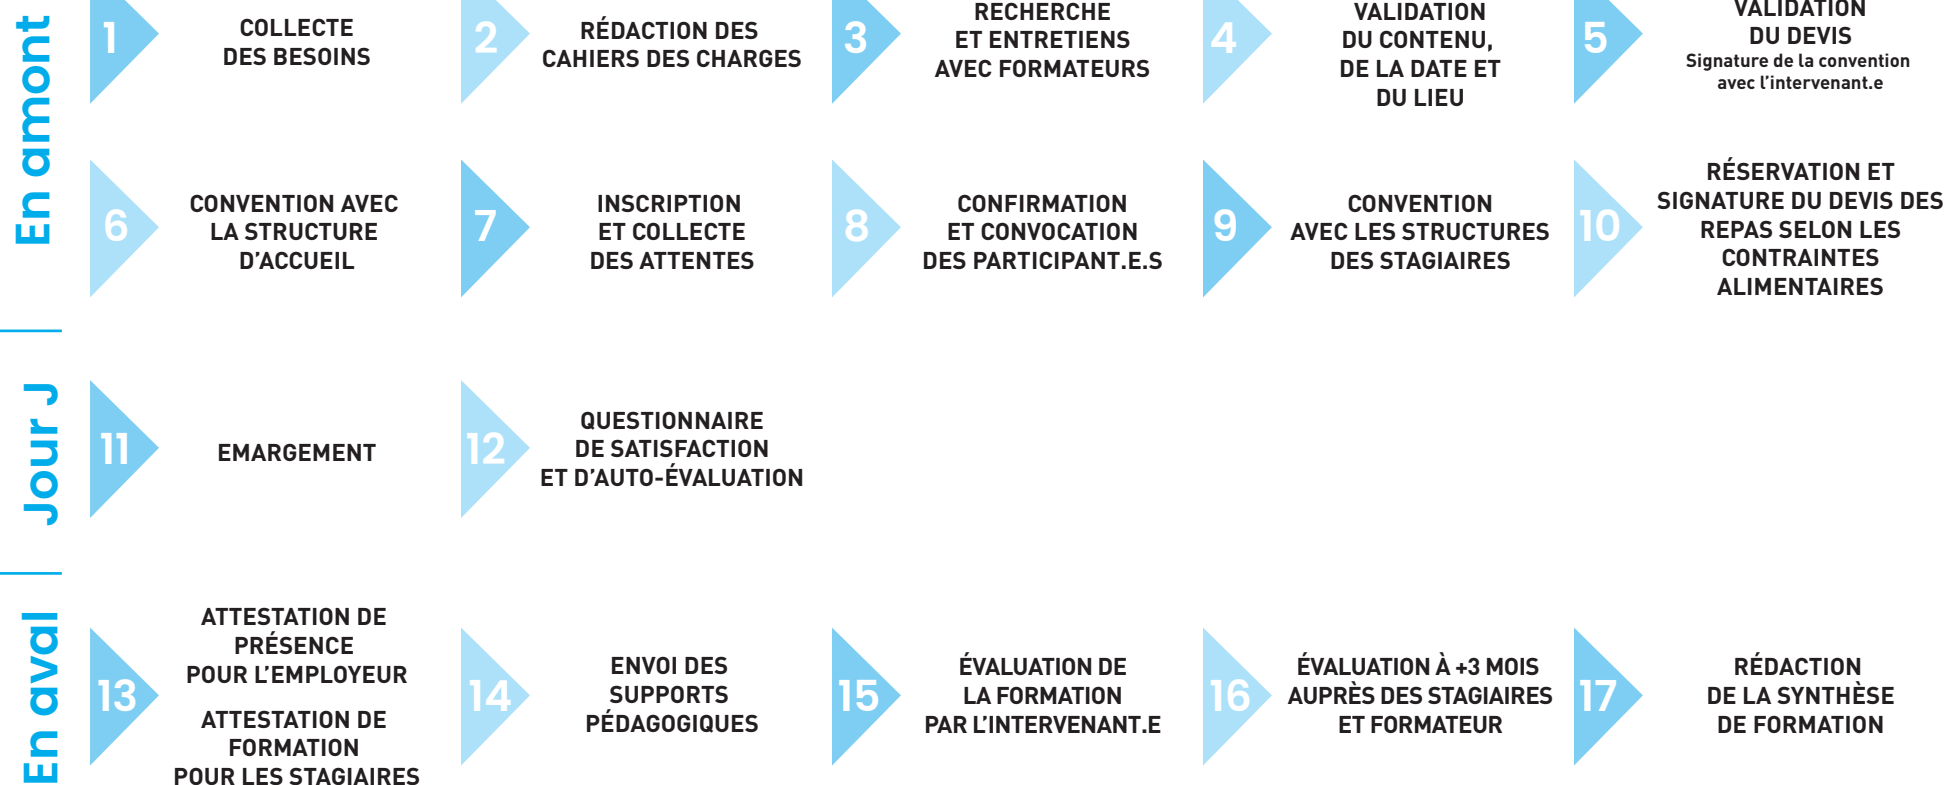 En amont
1
COLLECTE
DES BESOINS
2
RÉDACTION DES
CAHIERS DES CHARGES
3
RECHERCHE
ET ENTRETIENS
AVEC FORMATEURS
4
VALIDATION
DU CONTENU,
DE LA DATE ET
DU LIEU
5
VALIDATION
DU DEVIS
Signature de la convention
avec l'intervenant.e
6
CONVENTION AVEC
LA STRUCTURE
D'ACCUEIL
7
INSCRIPTION
ET COLLECTE
DES ATTENTES
8
CONFIRMATION
ET CONVOCATION
DES PARTICIPANT.E.S
9
CONVENTION
AVEC LES STRUCTURES
DES STAGIAIRES
10
RÉSERVATION ET
SIGNATURE DU DEVIS DES
REPAS SELON LES
CONTRAINTES
ALIMENTAIRES
Jour J
11
EMARGEMENT
12
QUESTIONNAIRE
DE SATISFACTION
ET D'AUTO-ÉVALUATION
En aval
13
ATTESTATION DE
PRÉSENCE
POUR L'EMPLOYEUR
ATTESTATION DE
FORMATION
POUR LES STAGIAIRES
14
ENVOI DES
SUPPORTS
PÉDAGOGIQUES
15
ÉVALUATION DE
LA FORMATION
PAR L'INTERVENANT.E
16
ÉVALUATION À +3 MOIS
AUPRÈS DES STAGIAIRES
ET FORMATEUR
17
RÉDACTION
DE LA SYNTHÈSE
DE FORMATION